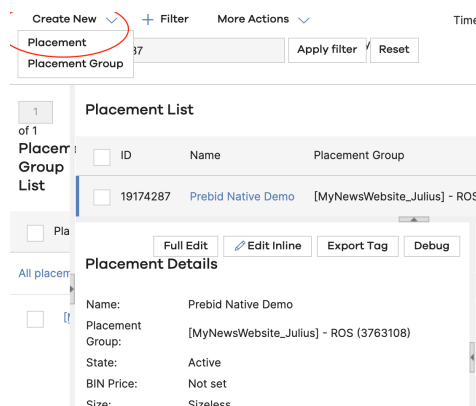 Create New + Filter More Actions Time
Placement
Placement Group
37
Apply filter Reset
1
of 1
Placem
Group
List
Placement List
ID Name Placement Group
19174287 Prebid Native Demo [MyNewsWebsite_Julius] - ROS
Pla
Full Edit Edit Inline Export Tag Debug
Placement Details
All placem
Name: Prebid Native Demo
Placement
Group: [MyNewsWebsite_Julius] - ROS (3763108)
State: Active
BIN Price: Not set
Size: Sizeless